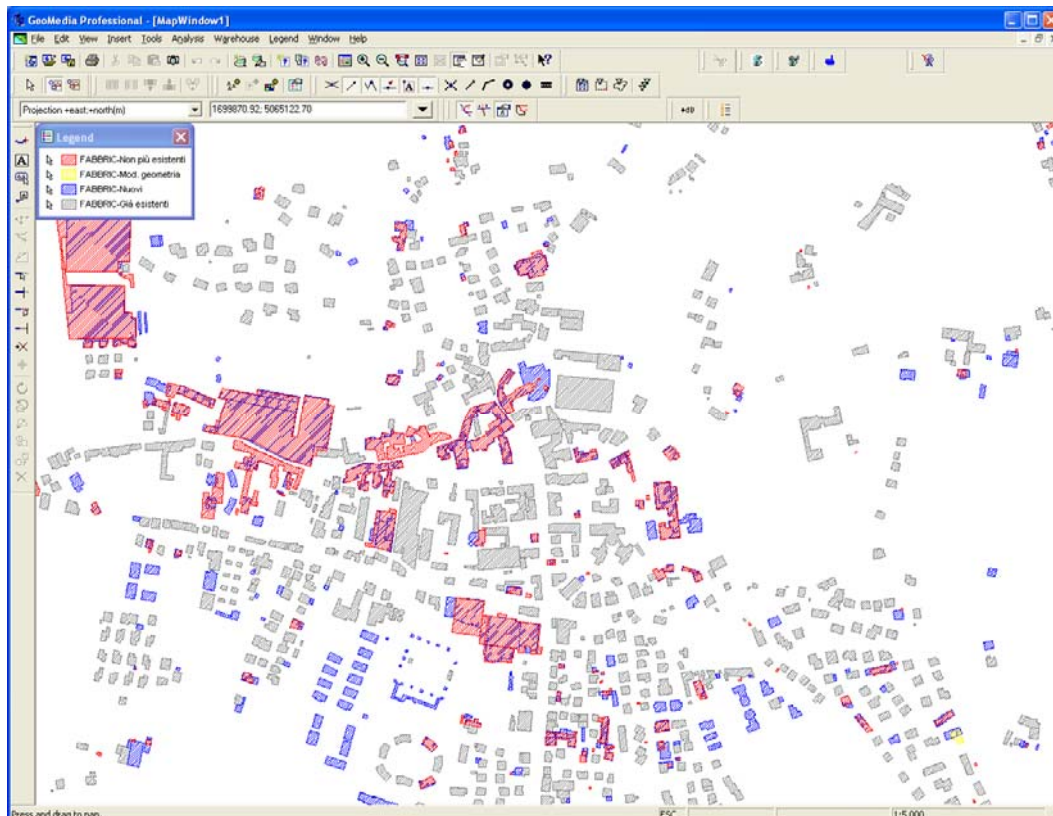 GeoMedia Professional - [MapWindow1]
File Edit View Insert Tools Analysis Warehouse Legend Window Help
Projection +east;+north(m) 1699870.92; 5065122.70
Legend
FABBRIC-Non più esistenti
FABBRIC-Mod. geometria
FABBRIC-Nuovi
FABBRIC-Già esistenti
Press and drag to pan ESC 1:5.000